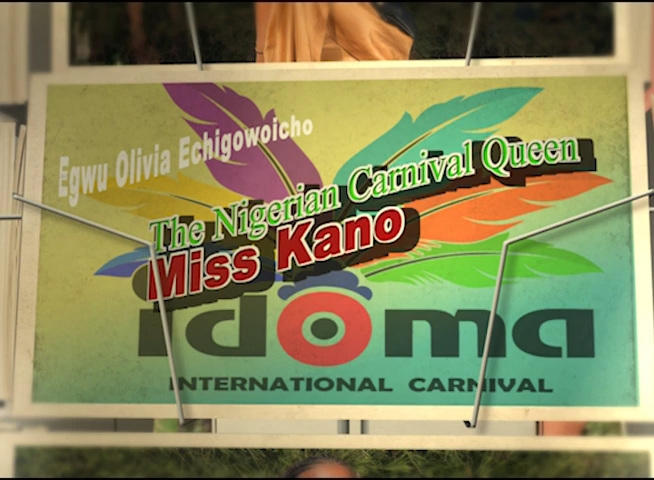 Egwu Olivia Echigowoicho
The Nigerian Carnival Queen
Miss Kano
idoma
INTERNATIONAL CARNIVAL